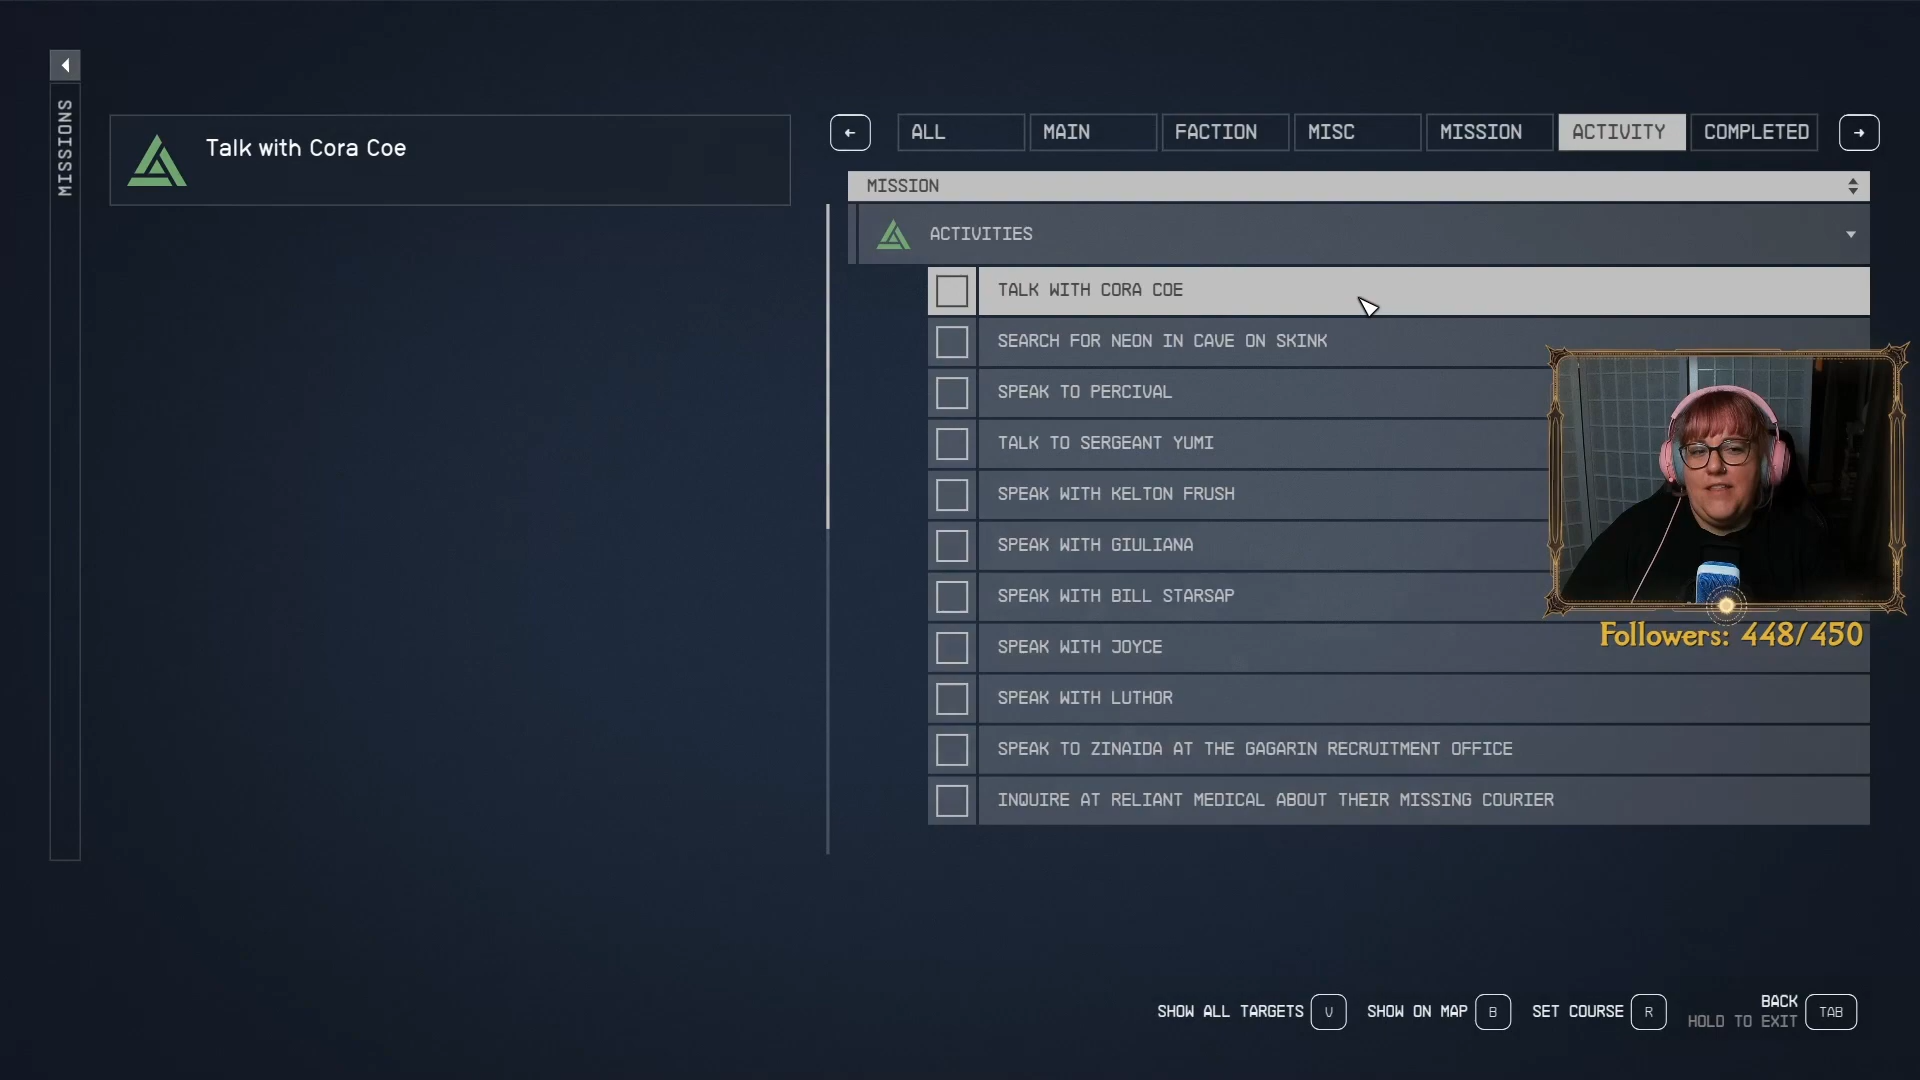 MISSIONS
Talk with Cora Coe
ALL
MAIN
FACTION
MISC
MISSION
ACTIVITY
COMPLETED
MISSION
ACTIVITIES
TALK WITH CORA COE
SEARCH FOR NEON IN CAVE ON SKINK
SPEAK TO PERCIVAL
TALK TO SERGEANT YUMI
SPEAK WITH KELTON FRUSH
SPEAK WITH GIULIANA
SPEAK WITH BILL STARSAP
SPEAK WITH JOYCE
SPEAK WITH LUTHOR
SPEAK TO ZINAIDA AT THE GAGARIN RECRUITMENT OFFICE
INQUIRE AT RELIANT MEDICAL ABOUT THEIR MISSING COURIER
Followers: 448/450
SHOW ALL TARGETS V
SHOW ON MAP B
SET COURSE R
BACK
HOLD TO EXIT
TAB